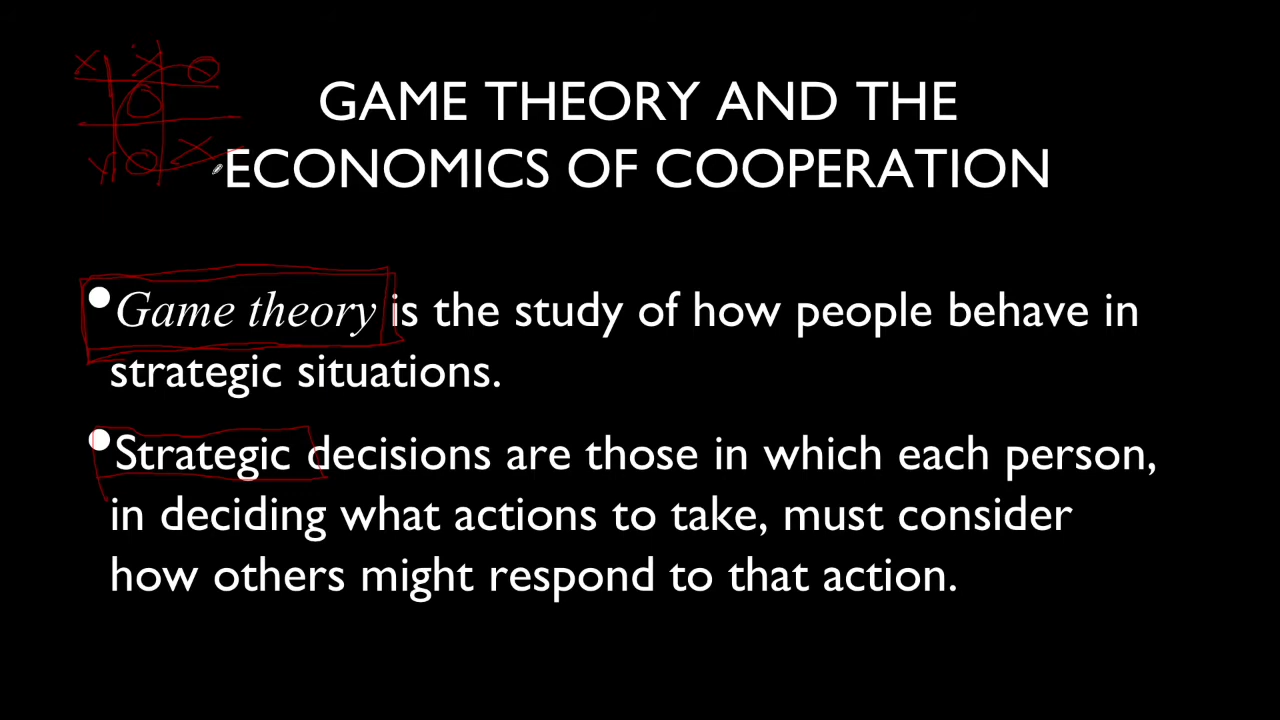 GAME THEORY AND THE
ECONOMICS OF COOPERATION
•Game theory is the study of how people behave in
strategic situations.
•Strategic decisions are those in which each person,
in deciding what actions to take, must consider
how others might respond to that action.